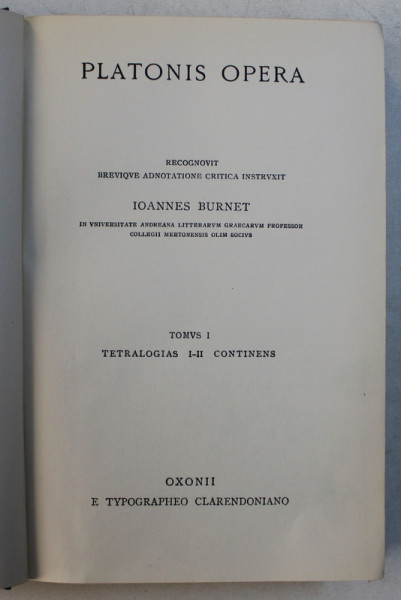 PLATONIS OPERA
RECOGNOVIT
BREVIQVE ADNOTATIONE CRITICA INSTRVXIT
IOANNES BURNET
IN VNIVERSITATE ANDREANA LITTERARVM GRAECARVM PROFESSOR
COLLEGII MERTONENSIS OLIM SOCIVS
TOMVS I
TETRALOGIAS I-II CONTINENS
OXONII
E TYPOGRAPHEO CLARENDONIANO